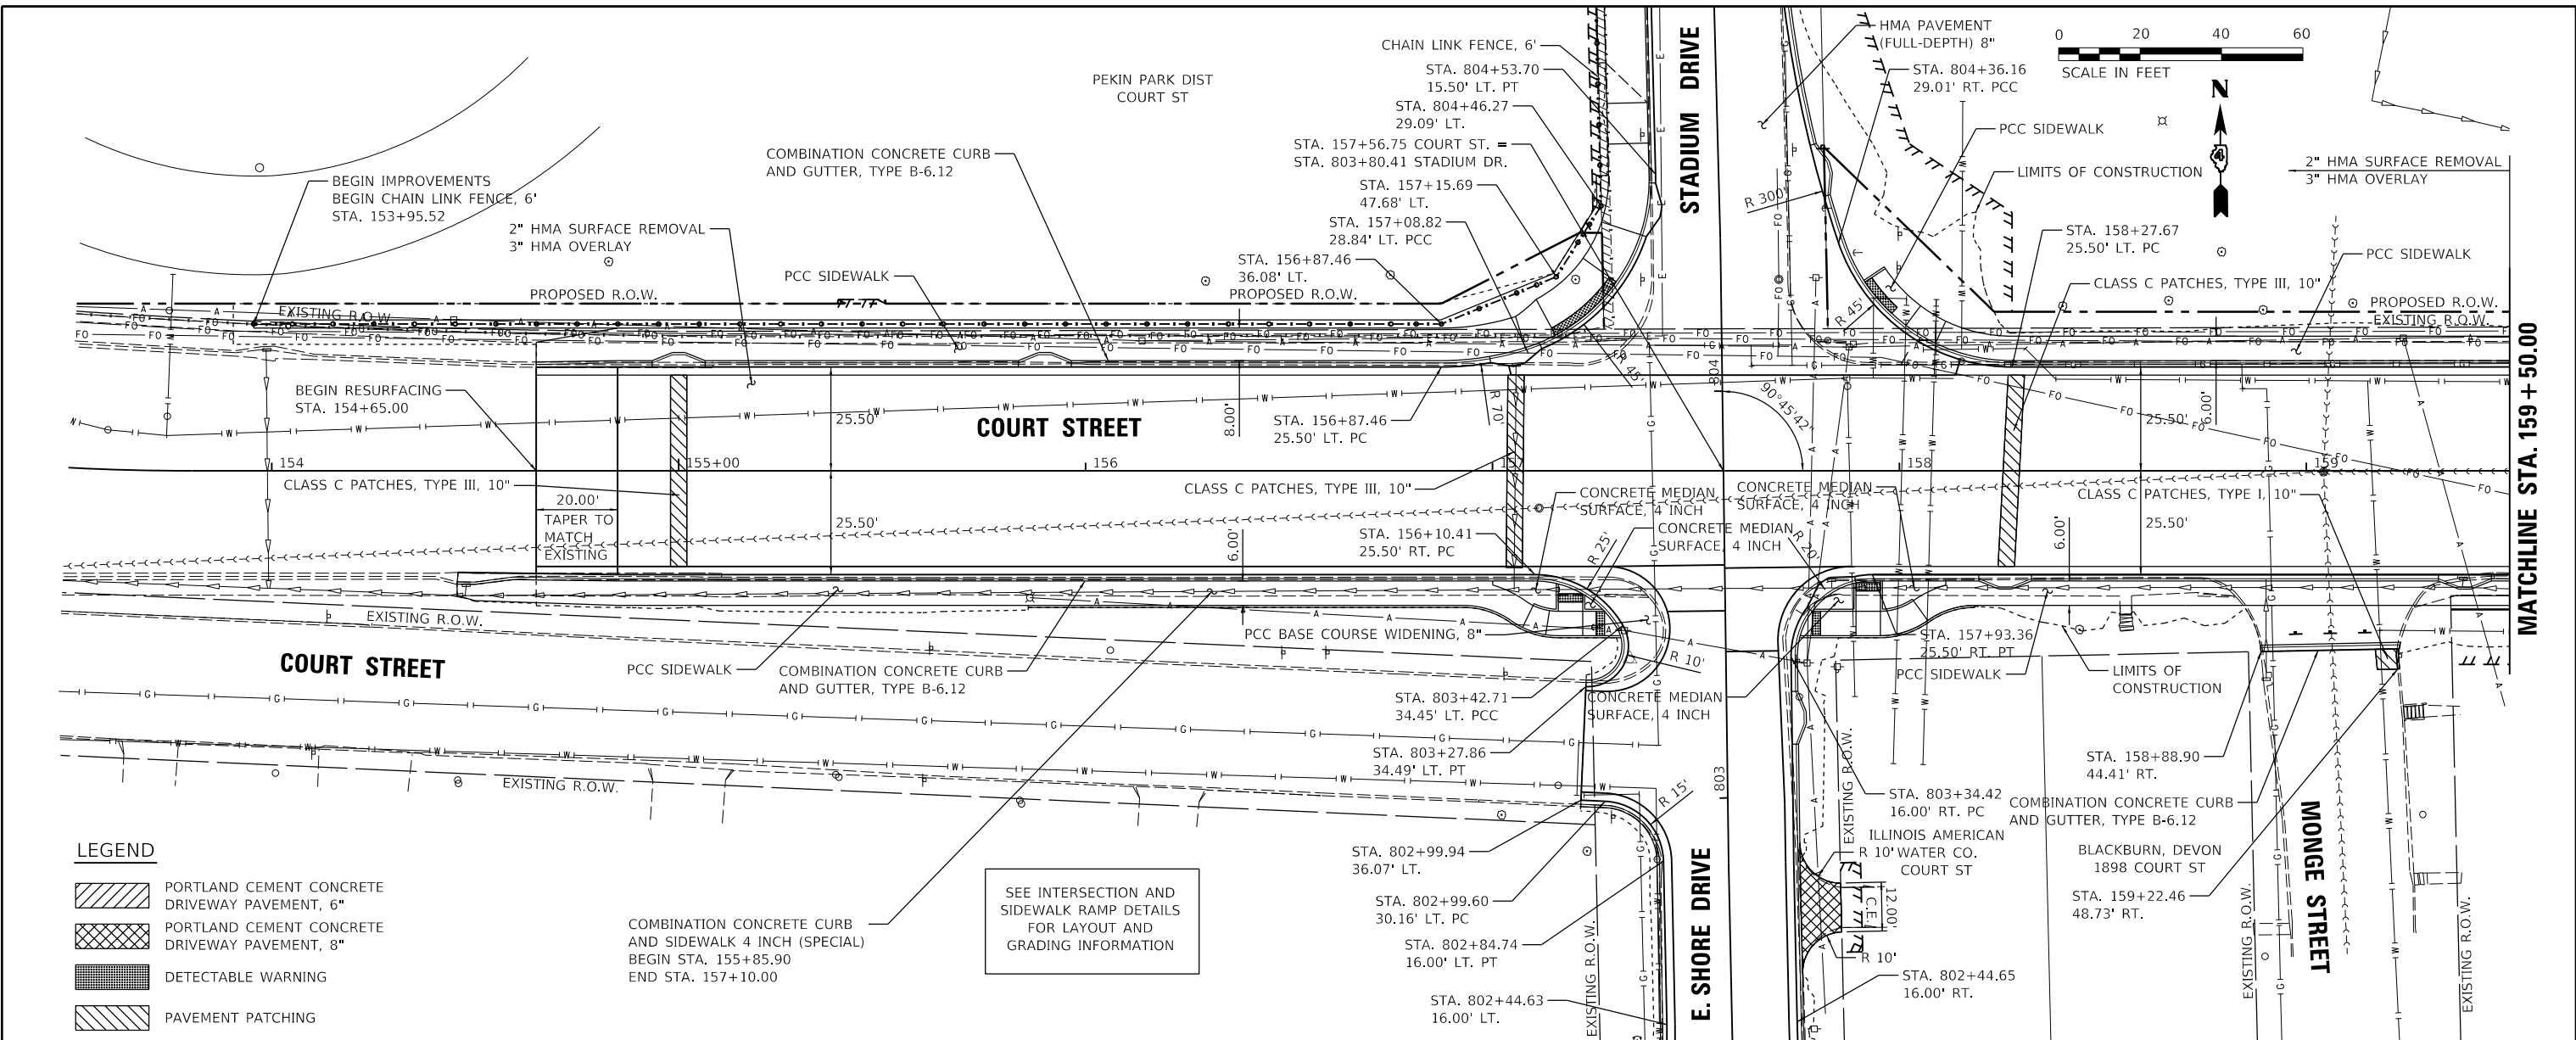 CHAIN LINK FENCE, 6'
STA. 804+53.70
15.50' LT. PT
STA. 804+46.27
29.09' LT.
STA. 157+56.75 COURT ST. =
STA. 803+80.41 STADIUM DR.
STA. 157+15.69
47.68' LT.
STA. 157+08.82
28.84' LT. PCC
STA. 156+87.46
36.08' LT.
PROPOSED R.O.W.
PEKIN PARK DIST
COURT ST
COMBINATION CONCRETE CURB
AND GUTTER, TYPE B-6.12
BEGIN IMPROVEMENTS
BEGIN CHAIN LINK FENCE, 6'
STA. 153+95.52
2" HMA SURFACE REMOVAL
3" HMA OVERLAY
PCC SIDEWALK
PROPOSED R.O.W.
EXISTING R.O.W.
STADIUM DRIVE
HMA PAVEMENT
(FULL-DEPTH) 8"
STA. 804+36.16
29.01' RT. PCC
0 20 40 60
SCALE IN FEET
N
4
PCC SIDEWALK
LIMITS OF CONSTRUCTION
2" HMA SURFACE REMOVAL
3" HMA OVERLAY
R 300'
STA. 158+27.67
25.50' LT. PC
PCC SIDEWALK
CLASS C PATCHES, TYPE III, 10"
PROPOSED R.O.W.
EXISTING R.O.W.
R 45'
R 45'
R 70'
804
90°45'42"
BEGIN RESURFACING
STA. 154+65.00
25.50'
COURT STREET
8.00'
STA. 156+87.46
25.50' LT. PC
25.50'
6.00'
154
155+00
156
157
158
159
MATCHLINE STA. 159+50.00
CLASS C PATCHES, TYPE III, 10"
20.00'
TAPER TO
MATCH
EXISTING
25.50'
6.00'
CLASS C PATCHES, TYPE III, 10"
STA. 156+10.41
25.50' RT. PC
CONCRETE MEDIAN
SURFACE, 4 INCH
CONCRETE MEDIAN
SURFACE, 4 INCH
CONCRETE MEDIAN
SURFACE, 4 INCH
R 25'
R 20'
CLASS C PATCHES, TYPE I, 10"
6.00'
25.50'
EXISTING R.O.W.
COURT STREET
PCC SIDEWALK
COMBINATION CONCRETE CURB
AND GUTTER, TYPE B-6.12
PCC BASE COURSE WIDENING, 8"
R 10'
STA. 803+42.71
34.45' LT. PCC
CONCRETE MEDIAN
SURFACE, 4 INCH
STA. 803+27.86
34.49' LT. PT
STA. 157+93.36
25.50' RT. PT
PCC SIDEWALK
LIMITS OF
CONSTRUCTION
EXISTING R.O.W.
803
R 15'
STA. 802+99.94
36.07' LT.
STA. 802+99.60
30.16' LT. PC
STA. 802+84.74
16.00' LT. PT
STA. 802+44.63
16.00' LT.
EXISTING R.O.W.
E. SHORE DRIVE
EXISTING R.O.W.
STA. 803+34.42
16.00' RT. PC
ILLINOIS AMERICAN
WATER CO.
COURT ST
R 10'
12.00'
C.E.
R 10'
STA. 802+44.65
16.00' RT.
STA. 158+88.90
44.41' RT.
COMBINATION CONCRETE CURB
AND GUTTER, TYPE B-6.12
BLACKBURN, DEVON
1898 COURT ST
STA. 159+22.46
48.73' RT.
EXISTING R.O.W.
MONGE STREET
EXISTING R.O.W.
LEGEND
PORTLAND CEMENT CONCRETE
DRIVEWAY PAVEMENT, 6"
PORTLAND CEMENT CONCRETE
DRIVEWAY PAVEMENT, 8"
DETECTABLE WARNING
PAVEMENT PATCHING
COMBINATION CONCRETE CURB
AND SIDEWALK 4 INCH (SPECIAL)
BEGIN STA. 155+85.90
END STA. 157+10.00
SEE INTERSECTION AND
SIDEWALK RAMP DETAILS
FOR LAYOUT AND
GRADING INFORMATION